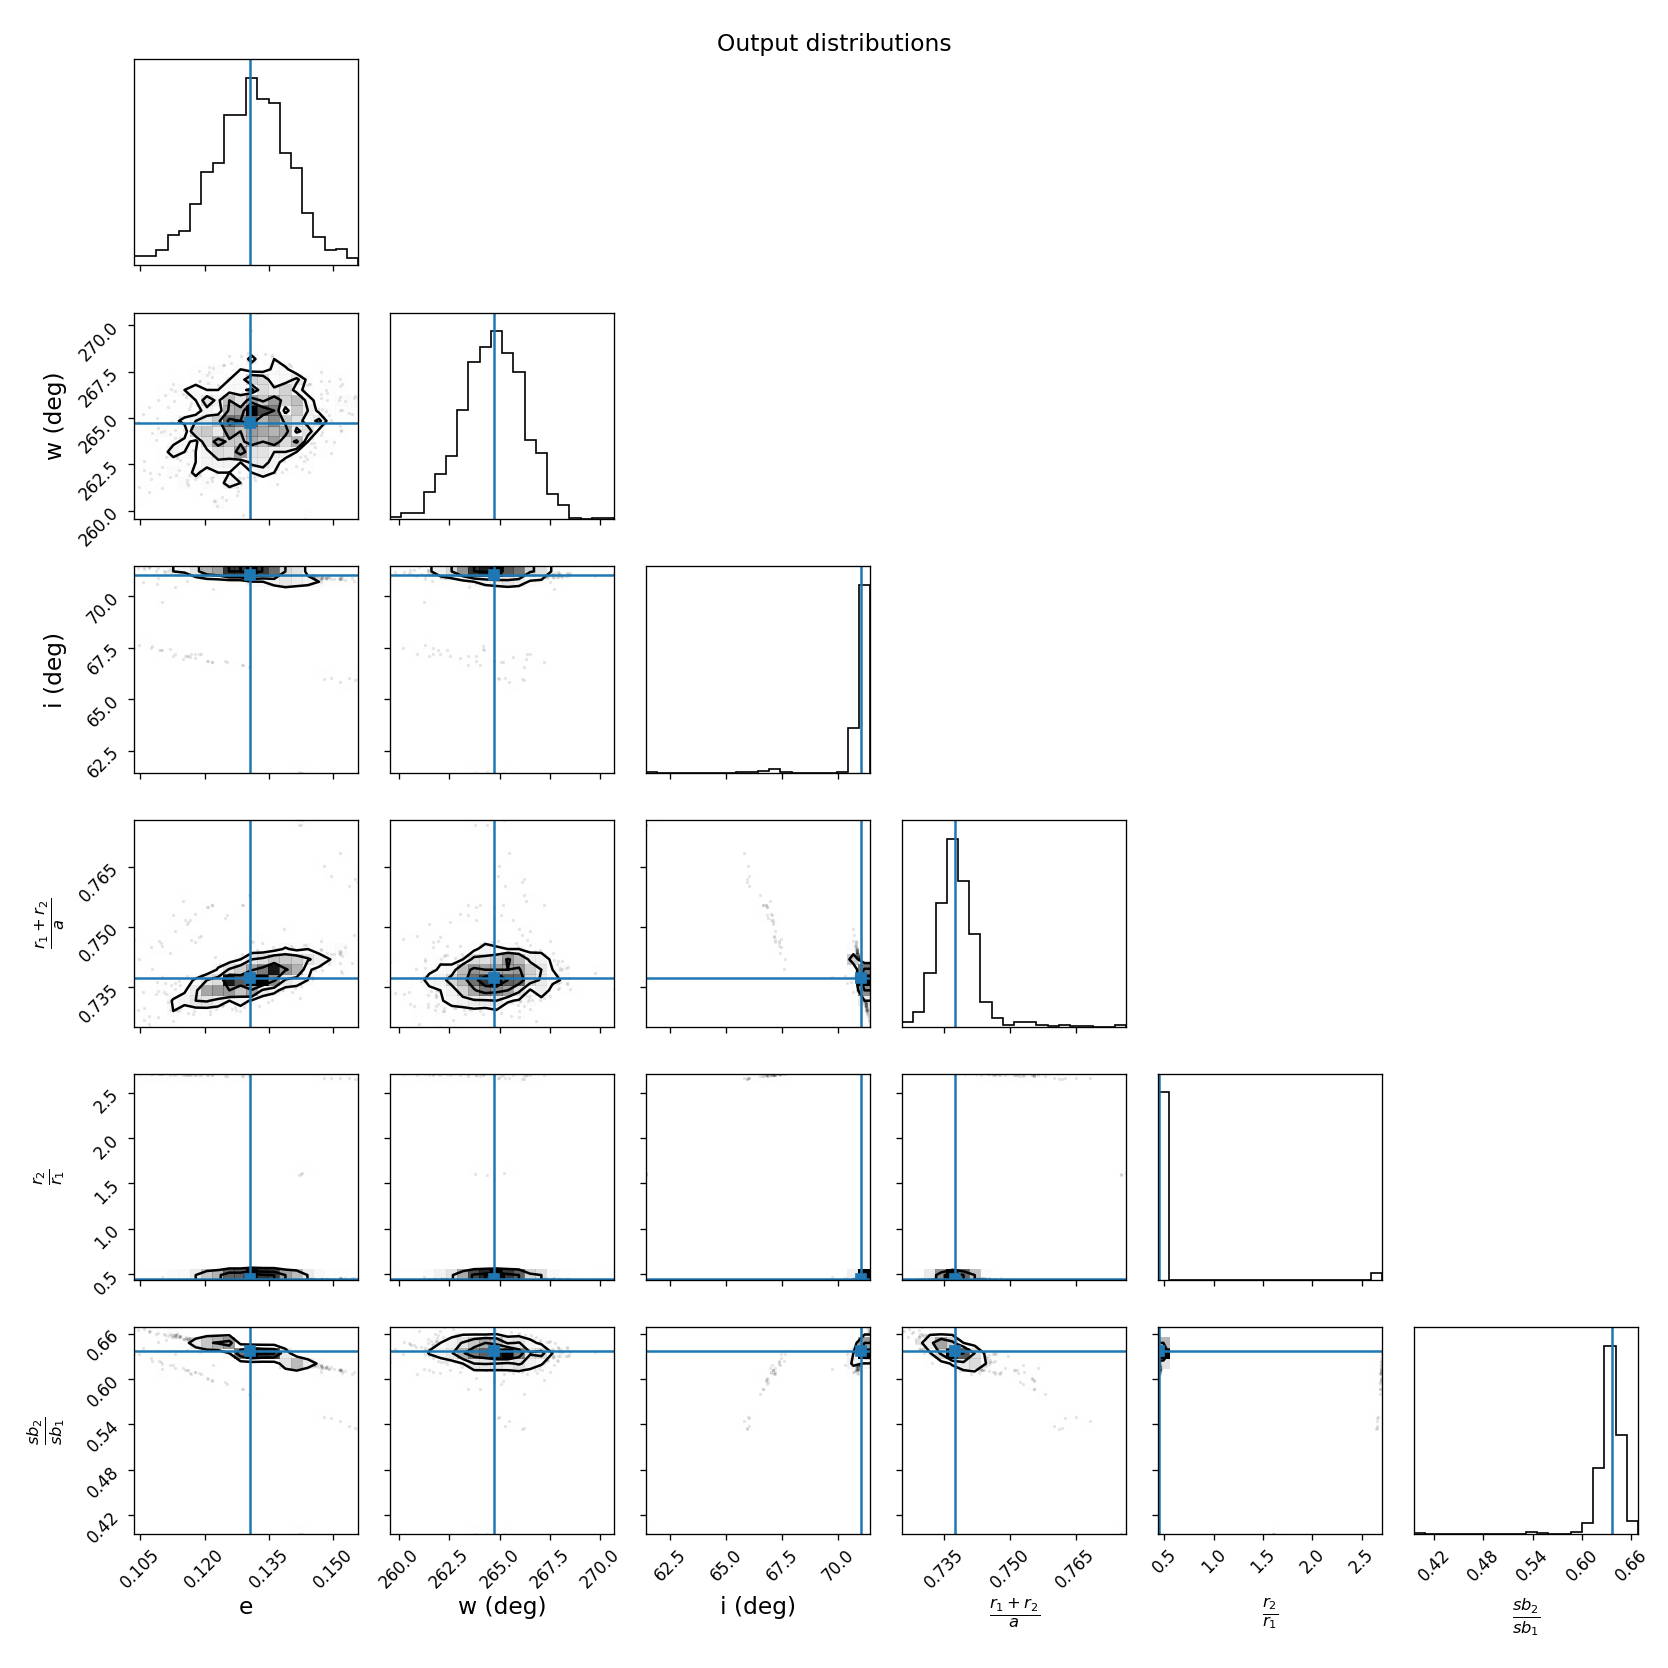 Output distributions
w (deg)
270.0
267.5
265.0
262.5
260.0
i (deg)
70.0
67.5
65.0
62.5
r₁ + r₂
a
0.765
0.750
0.735
r₂
r₁
2.5
2.0
1.5
1.0
0.5
sb₂
sb₁
0.66
0.60
0.54
0.48
0.42
0.105 0.120 0.135 0.150 260.0 262.5 265.0 267.5 270.0 62.5 65.0 67.5 70.0 0.735 0.750 0.765 0.5 1.0 1.5 2.0 2.5 0.42 0.48 0.54 0.60 0.66
e w (deg) i (deg) r₁ + r₂ r₂ sb₂
a r₁ sb₁